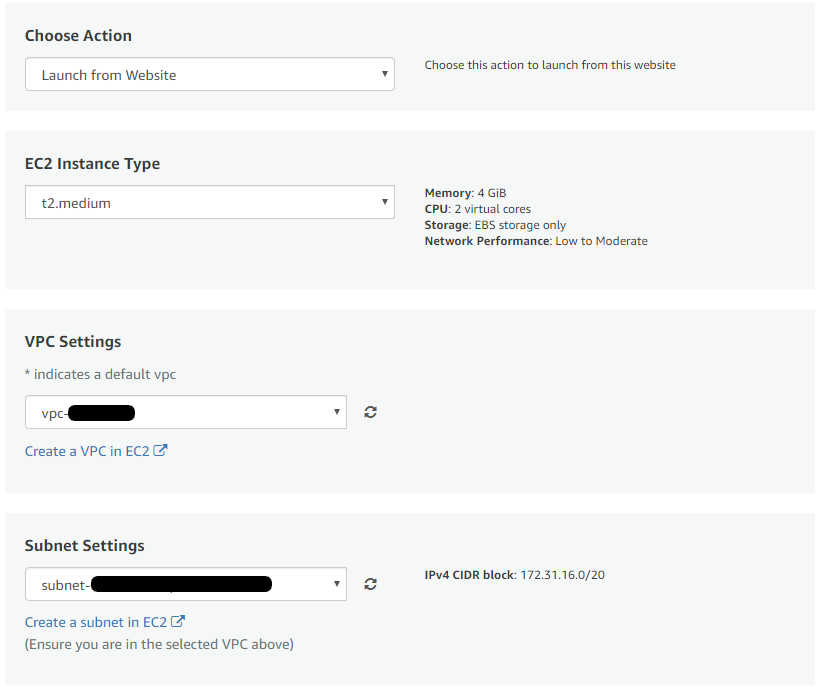 Choose Action
Launch from Website
Choose this action to launch from this website
EC2 Instance Type
t2.medium
Memory: 4 GiB
CPU: 2 virtual cores
Storage: EBS storage only
Network Performance: Low to Moderate
VPC Settings
* indicates a default vpc
vpc-
Create a VPC in EC2
Subnet Settings
subnet-
IPv4 CIDR block: 172.31.16.0/20
Create a subnet in EC2
(Ensure you are in the selected VPC above)